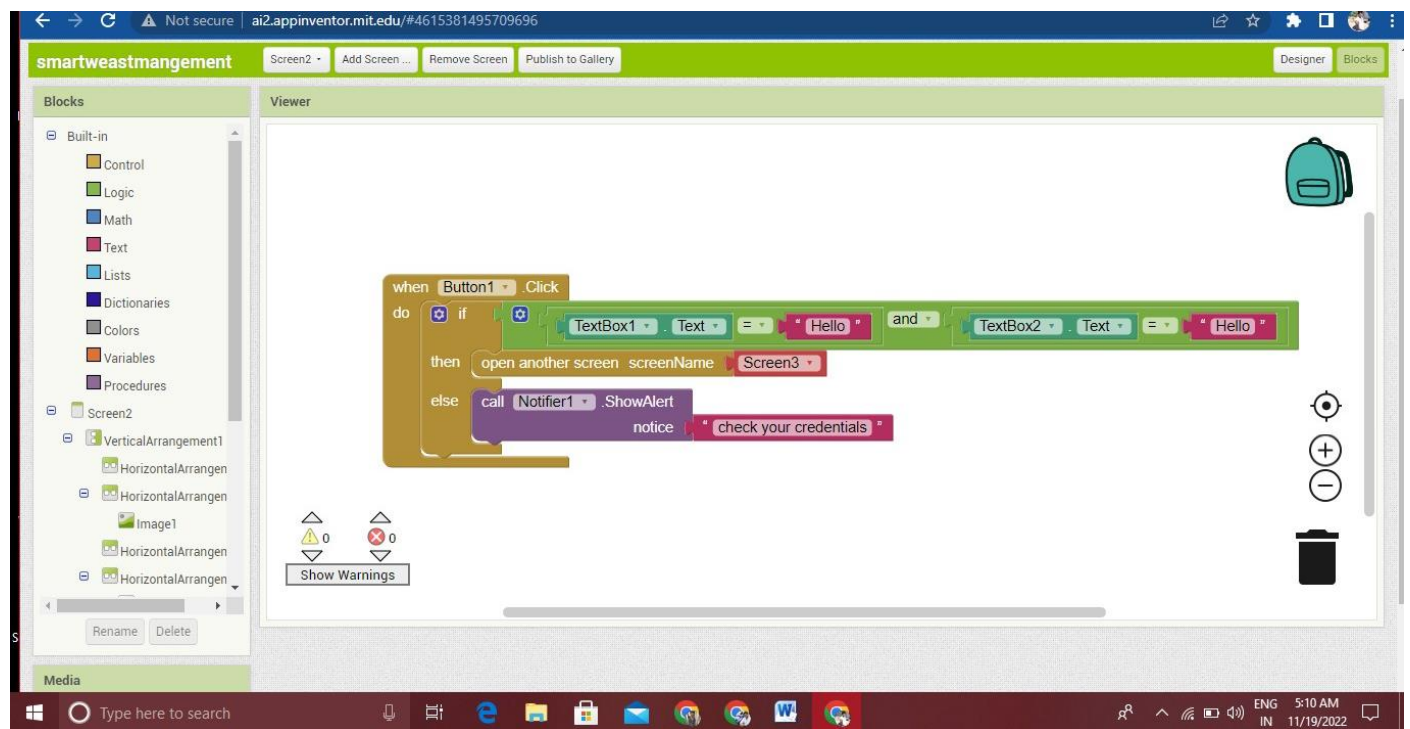 Not secure | ai2.appinventor.mit.edu/#4615381495709696
smartweastmangement Screen2 Add Screen ... Remove Screen Publish to Gallery Designer Blocks
Blocks
Viewer
Built-in
Control
Logic
Math
Text
Lists
Dictionaries
Colors
Variables
Procedures
Screen2
VerticalArrangement1
HorizontalArrangen
HorizontalArrangen
Image1
HorizontalArrangen
HorizontalArrangen
Rename Delete
Media
when Button1 .Click
do if TextBox1 . Text = " Hello " and TextBox2 . Text = " Hello "
then open another screen screenName Screen3
else call Notifier1 .ShowAlert
notice " check your credentials "
0 0
Show Warnings
Type here to search
ENG 5:10 AM
IN 11/19/2022